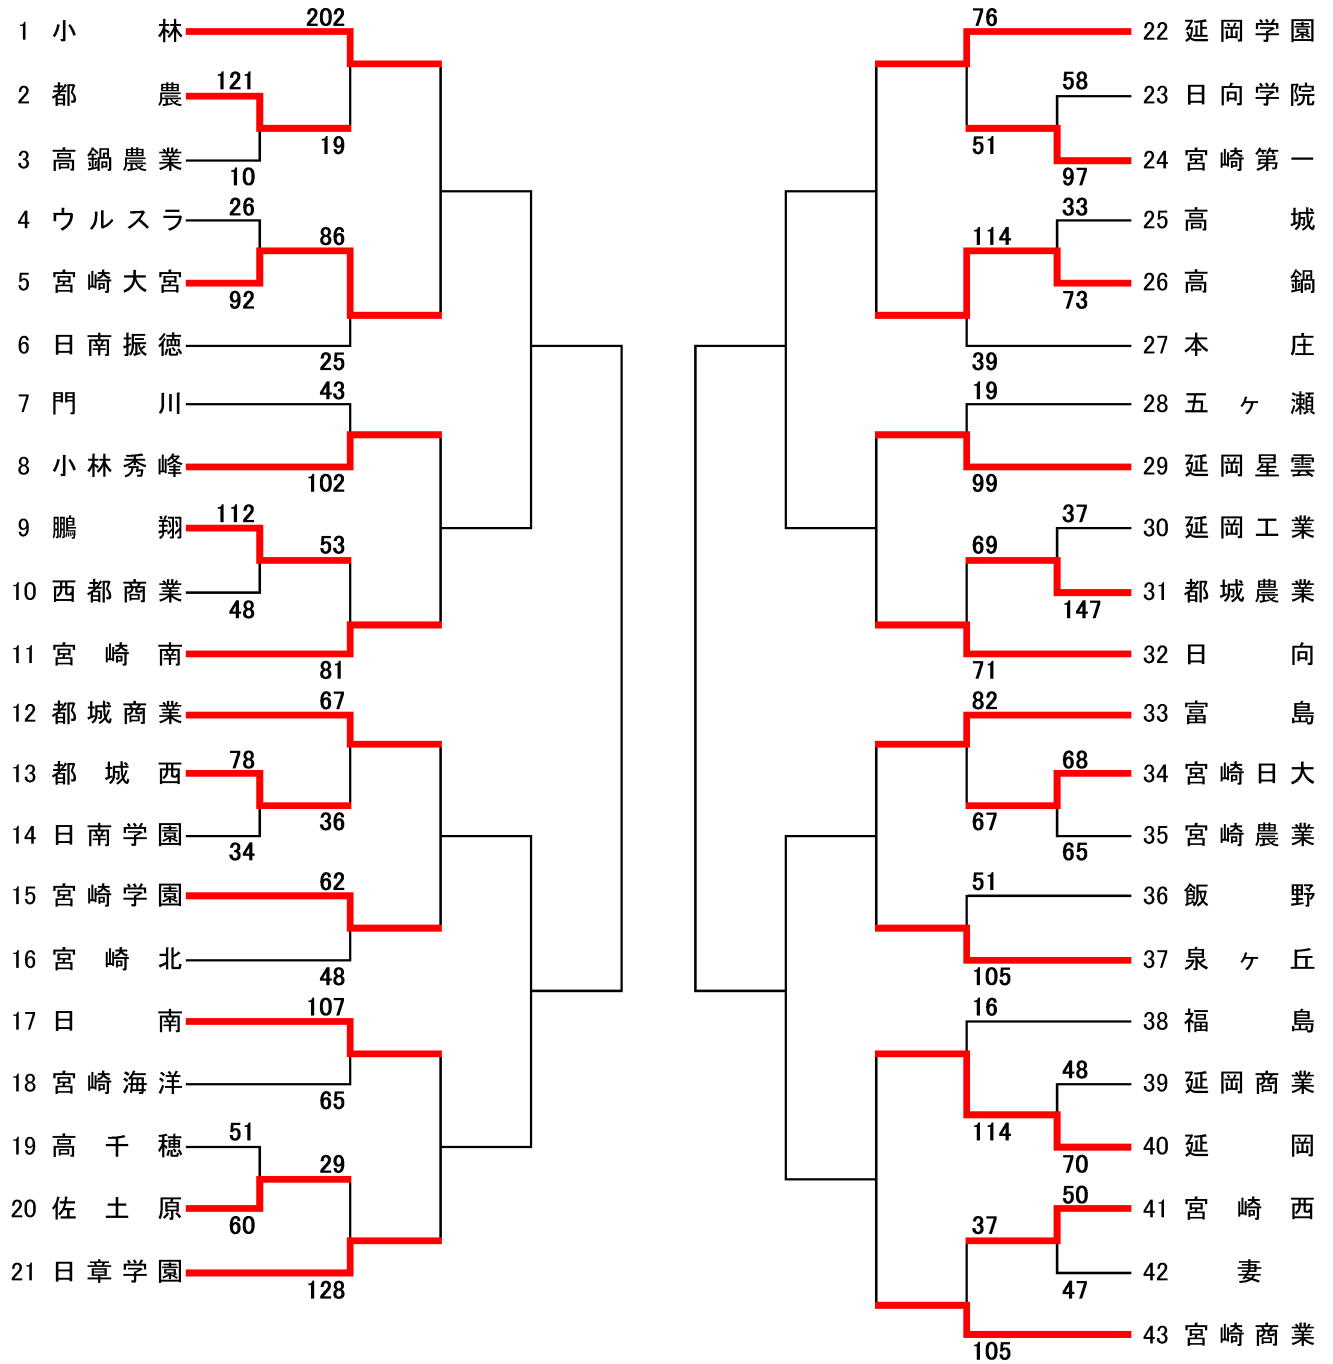 1 小林 202
2 都農 121
19
3 高鍋農業 10
4 ウルスラ 26
86
5 宮崎大宮 92
6 日南振徳 25
7 門川 43
8 小林秀峰 102
9 鵬翔 112
53
10 西都商業 48
11 宮崎南 81
12 都城商業 67
13 都城西 78
36
14 日南学園 34
15 宮崎学園 62
16 宮崎北 48
17 日南 107
18 宮崎海洋 65
19 高千穂 51
29
20 佐土原 60
21 日章学園 128
76 22 延岡学園
58 23 日向学院
51
97 24 宮崎第一
33 25 高城
114
73 26 高鍋
39 27 本庄
19 28 五ヶ瀬
99 29 延岡星雲
37 30 延岡工業
69
147 31 都城農業
71 32 日向
82 33 富島
68 34 宮崎日大
67
65 35 宮崎農業
51 36 飯野
105 37 泉ヶ丘
16 38 福島
48 39 延岡商業
114
70 40 延岡
50 41 宮崎西
37
47 42 妻
105 43 宮崎商業